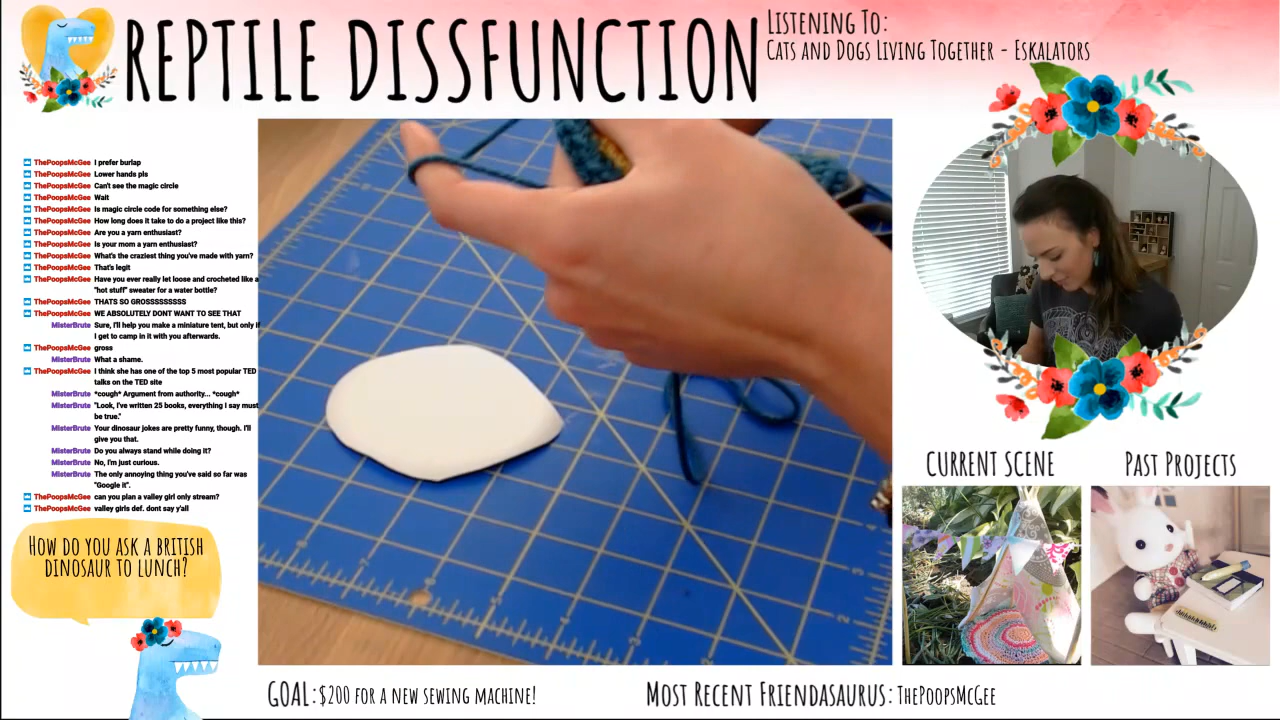 REPTILE DISSFUNCTION
LISTENING TO:
CATS AND DOGS LIVING TOGETHER - ESKALATORS
ThePoopsMcGee I prefer burlap
ThePoopsMcGee Lower hands pls
ThePoopsMcGee Can't see the magic circle
ThePoopsMcGee Wait
ThePoopsMcGee Is magic circle code for something else?
ThePoopsMcGee How long does it take to do a project like this?
ThePoopsMcGee Are you a yarn enthusiast?
ThePoopsMcGee Is your mom a yarn enthusiast?
ThePoopsMcGee What's the craziest thing you've made with yarn?
ThePoopsMcGee That's legit
ThePoopsMcGee Have you ever really let loose and crocheted like a
"hot stuff" sweater for a water bottle?
ThePoopsMcGee THATS SO GROSSSSSSSSS
ThePoopsMcGee WE ABSOLUTELY DONT WANT TO SEE THAT
MisterBrute Sure, I'll help you make a miniature tent, but only if
I get to camp in it with you afterwards.
ThePoopsMcGee gross
MisterBrute What a shame.
ThePoopsMcGee I think she has one of the top 5 most popular TED
talks on the TED site
MisterBrute *cough* Argument from authority... *cough*
MisterBrute "Look, I've written 25 books, everything I say must
be true."
MisterBrute Your dinosaur jokes are pretty funny, though. I'll
give you that.
MisterBrute Do you always stand while doing it?
MisterBrute No, I'm just curious.
MisterBrute The only annoying thing you've said so far was
"Google it".
ThePoopsMcGee can you plan a valley girl only stream?
ThePoopsMcGee valley girls def. dont say y'all
HOW DO YOU ASK A BRITISH
DINOSAUR TO LUNCH?
CURRENT SCENE
PAST PROJECTS
GOAL: $200 FOR A NEW SEWING MACHINE!
MOST RECENT FRIENDASAURUS: THEPOOPSMCGEE